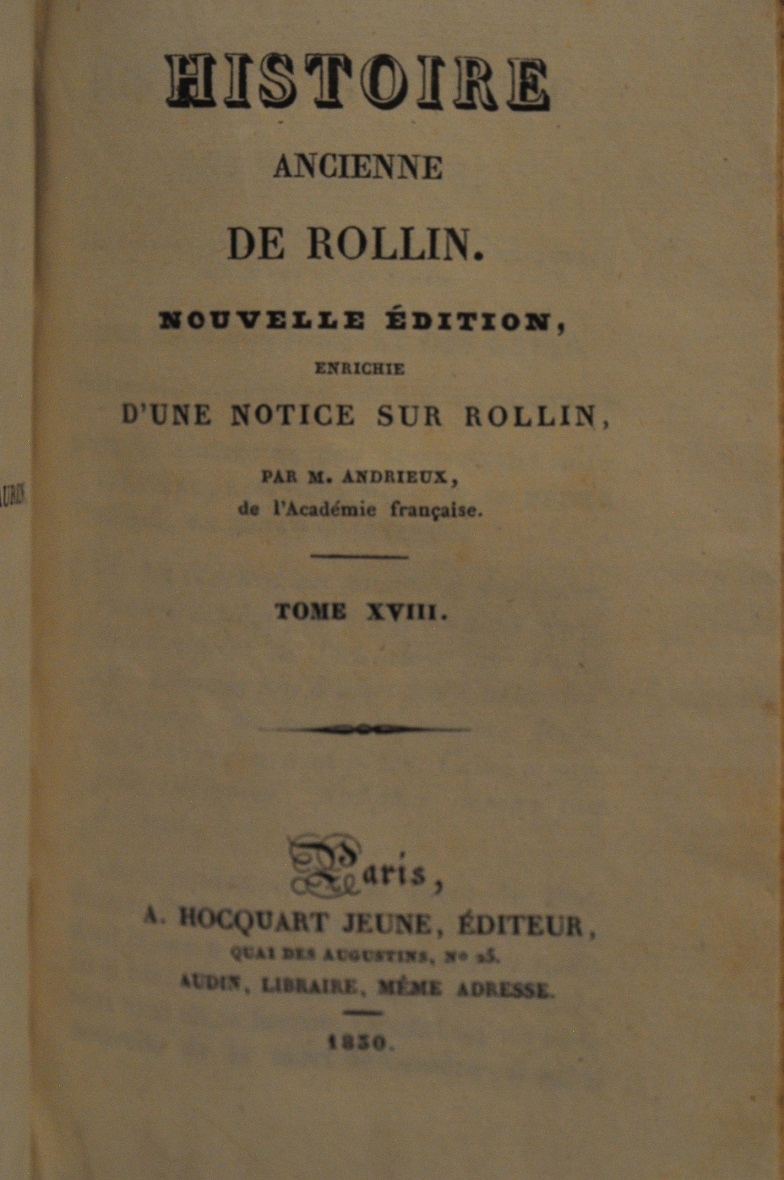 HISTOIRE
ANCIENNE
DE ROLLIN.
NOUVELLE ÉDITION,
ENRICHIE
D'UNE NOTICE SUR ROLLIN,
PAR M. ANDRIEUX,
de l'Académie française.
TOME XVIII.
Paris,
A. HOCQUART JEUNE, ÉDITEUR,
QUAI DES AUGUSTINS, No 25.
AUDIN, LIBRAIRE, MÊME ADRESSE.
1830.